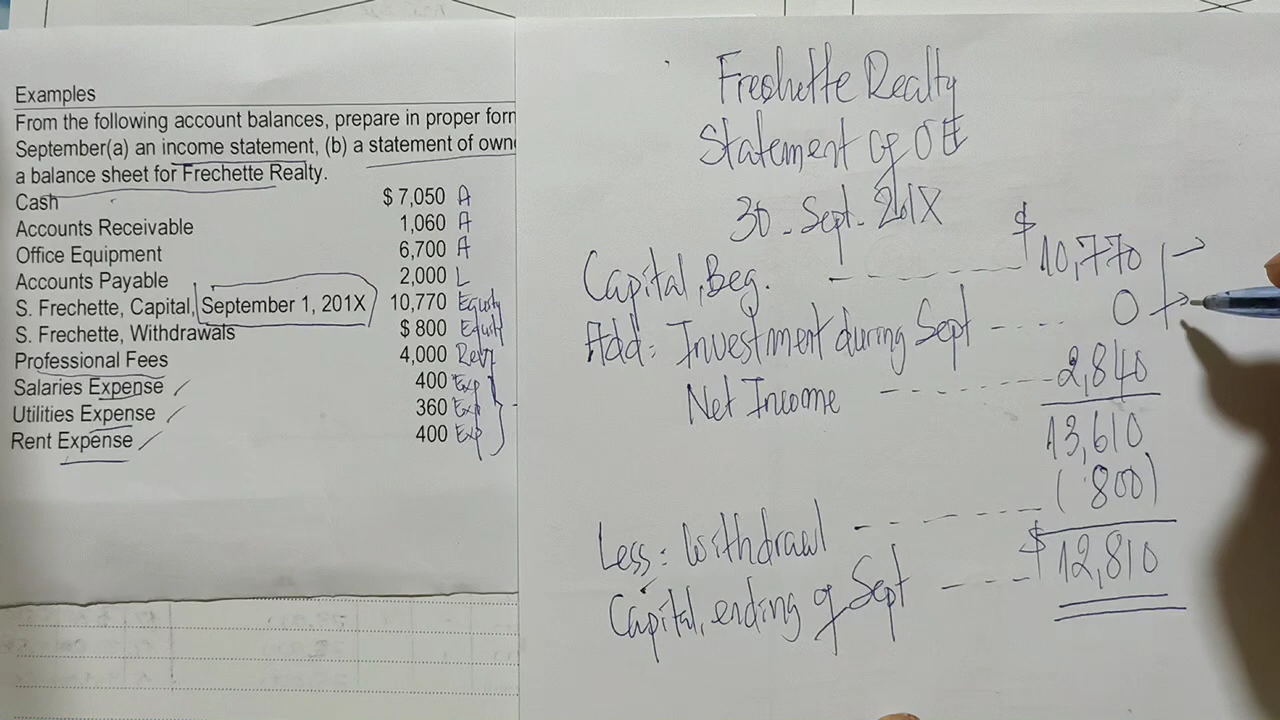 Examples
From the following account balances, prepare in proper form
September(a) an income statement, (b) a statement of own
a balance sheet for Frechette Realty.
Cash $ 7,050 A
Accounts Receivable 1,060 A
Office Equipment 6,700 A
Accounts Payable 2,000 L
S. Frechette, Capital, September 1, 201X 10,770 Equity
S. Frechette, Withdrawals $ 800 Equity
Professional Fees 4,000 Rev
Salaries Expense 400 Exp
Utilities Expense 360 Exp
Rent Expense 400 Exp
Freshette Realty
Statement of OE
30 - Sept - 201X
Capital, Beg. $ 10,770
Add: Investment during Sept 0
Net Income 2,840
13,610
Less: Withdrawl (800)
Capital, ending of Sept $ 12,810